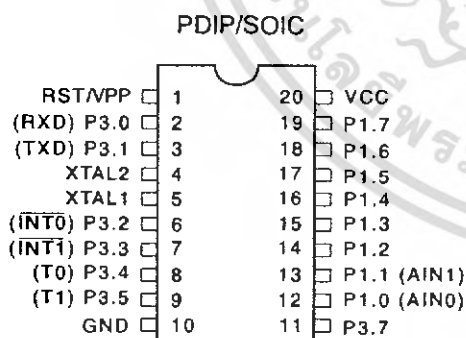 PDIP/SOIC
RST/VPP 1 20 VCC
(RXD) P3.0 2 19 P1.7
(TXD) P3.1 3 18 P1.6
XTAL2 4 17 P1.5
XTAL1 5 16 P1.4
(INT0) P3.2 6 15 P1.3
(INT1) P3.3 7 14 P1.2
(T0) P3.4 8 13 P1.1 (AIN1)
(T1) P3.5 9 12 P1.0 (AIN0)
GND 10 11 P3.7